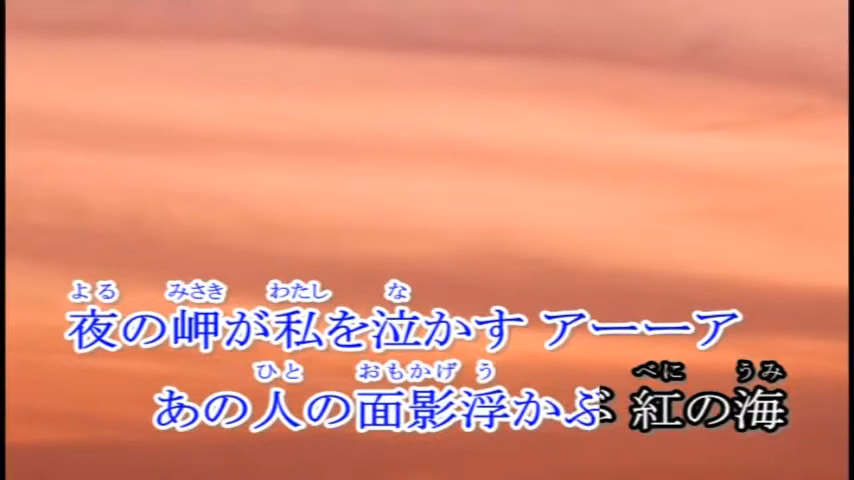 よる みさき わたし な
夜の岬が私を泣かす アーーア
ひと おもかげ う べに うみ
あの人の面影浮かぶ 紅の海